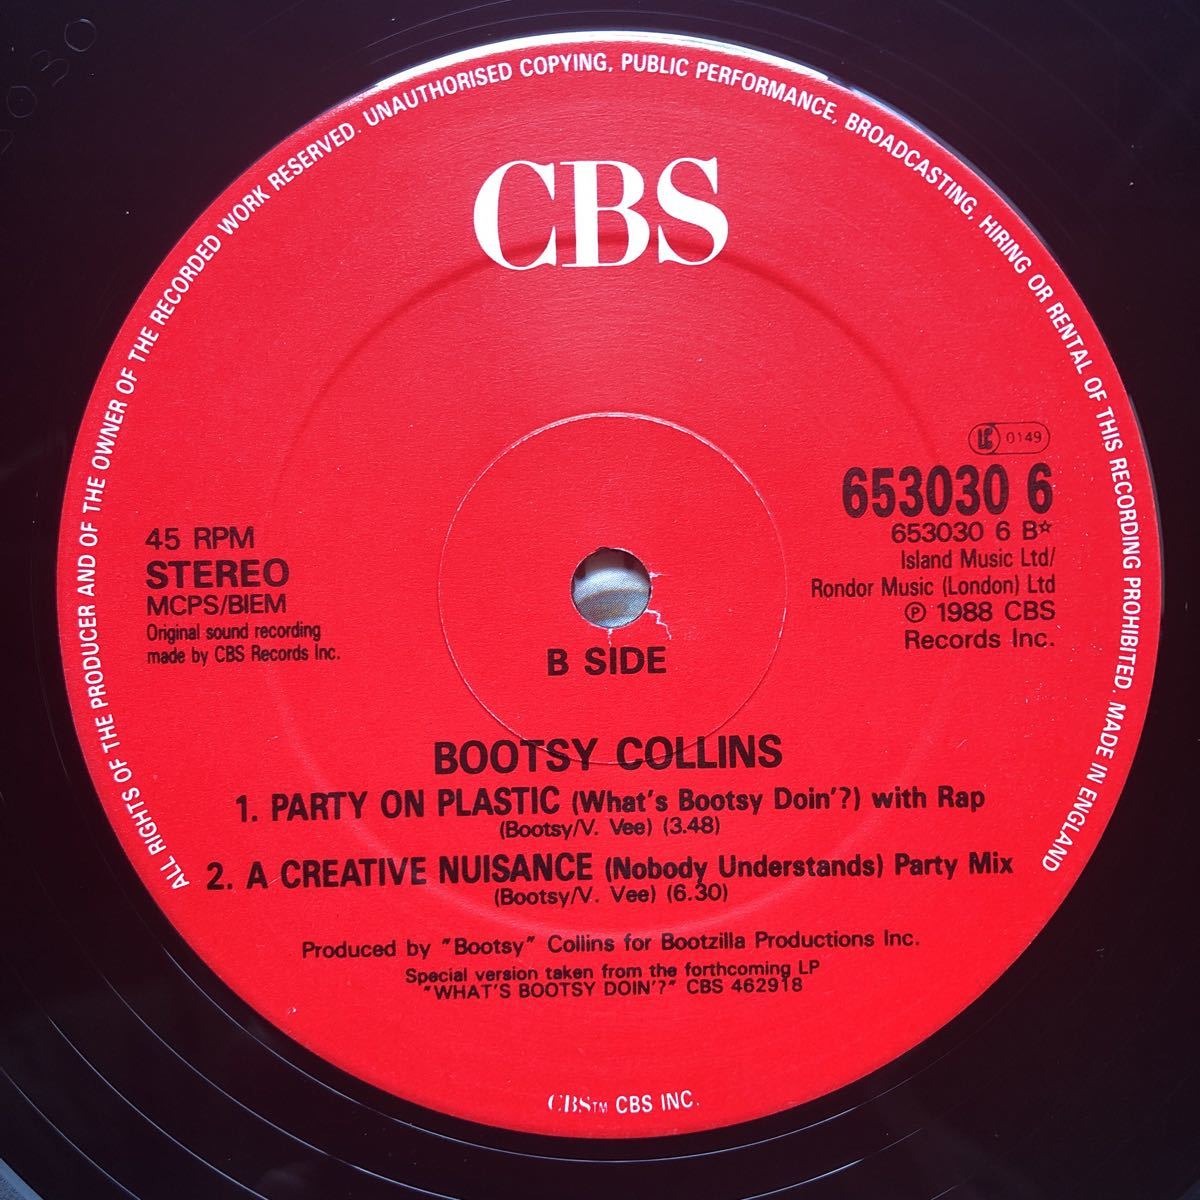 ALL RIGHTS OF THE PRODUCER AND OF THE OWNER OF THE RECORDED WORK RESERVED. UNAUTHORISED COPYING, PUBLIC PERFORMANCE, BROADCASTING, HIRING OR RENTAL OF THIS RECORDING PROHIBITED. MADE IN ENGLAND
CBS
LC 0149
653030 6
653030 6 B☆
Island Music Ltd/
Rondor Music (London) Ltd
℗ 1988 CBS
Records Inc.
45 RPM
STEREO
MCPS/BIEM
Original sound recording
made by CBS Records Inc.
B SIDE
BOOTSY COLLINS
1. PARTY ON PLASTIC (What's Bootsy Doin'?) with Rap
(Bootsy/V. Vee) (3.48)
2. A CREATIVE NUISANCE (Nobody Understands) Party Mix
(Bootsy/V. Vee) (6.30)
Produced by "Bootsy" Collins for Bootzilla Productions Inc.
Special version taken from the forthcoming LP
"WHAT'S BOOTSY DOIN'?" CBS 462918
CBS™ CBS INC.